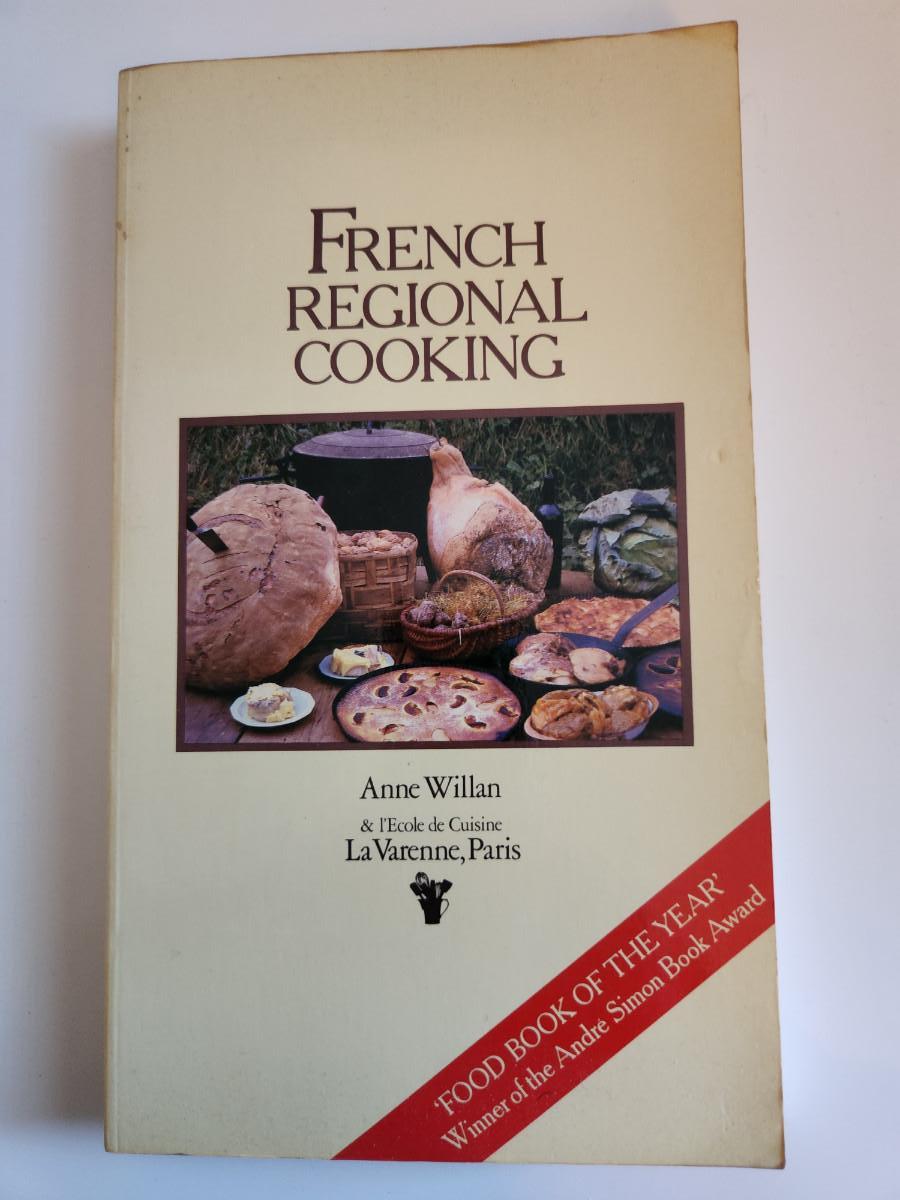 FRENCH
REGIONAL
COOKING
Anne Willan
& l'Ecole de Cuisine
La Varenne, Paris
'FOOD BOOK OF THE YEAR'
Winner of the André Simon Book Award